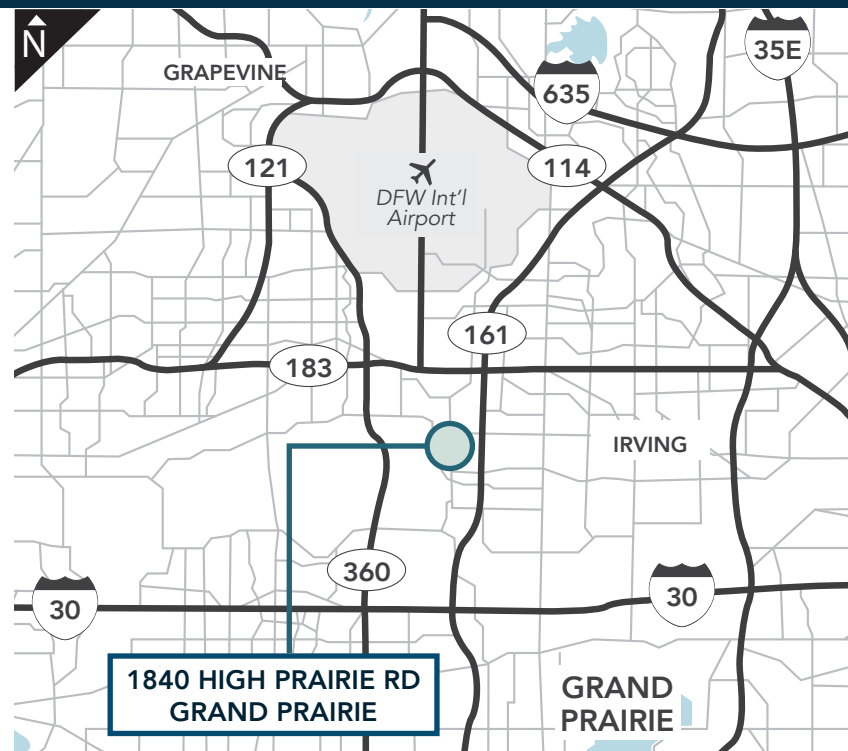 N
GRAPEVINE
35E
635
121
114
DFW Int'l
Airport
161
183
IRVING
360
30
30
1840 HIGH PRAIRIE RD
GRAND PRAIRIE
GRAND
PRAIRIE